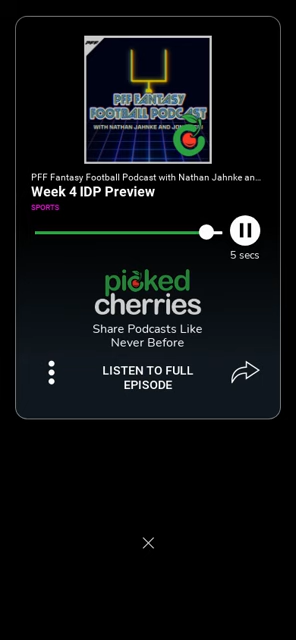 PFF
PFF FANTASY
FOOTBALL PODCAST
WITH NATHAN JAHNKE AND
PFF Fantasy Football Podcast with Nathan Jahnke an...
Week 4 IDP Preview
SPORTS
5 secs
picked
cherries
Share Podcasts Like
Never Before
LISTEN TO FULL
EPISODE